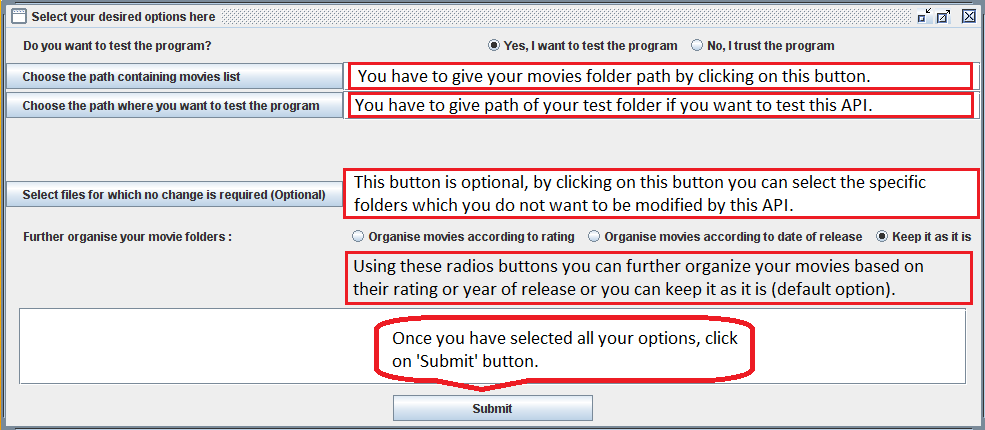 Select your desired options here
Do you want to test the program? Yes, I want to test the program No, I trust the program
Choose the path containing movies list You have to give your movies folder path by clicking on this button.
Choose the path where you want to test the program You have to give path of your test folder if you want to test this API.
This button is optional, by clicking on this button you can select the specific
Select files for which no change is required (Optional) folders which you do not want to be modified by this API.
Further organise your movie folders : Organise movies according to rating Organise movies according to date of release Keep it as it is
Using these radios buttons you can further organize your movies based on
their rating or year of release or you can keep it as it is (default option).
Once you have selected all your options, click
on 'Submit' button.
Submit